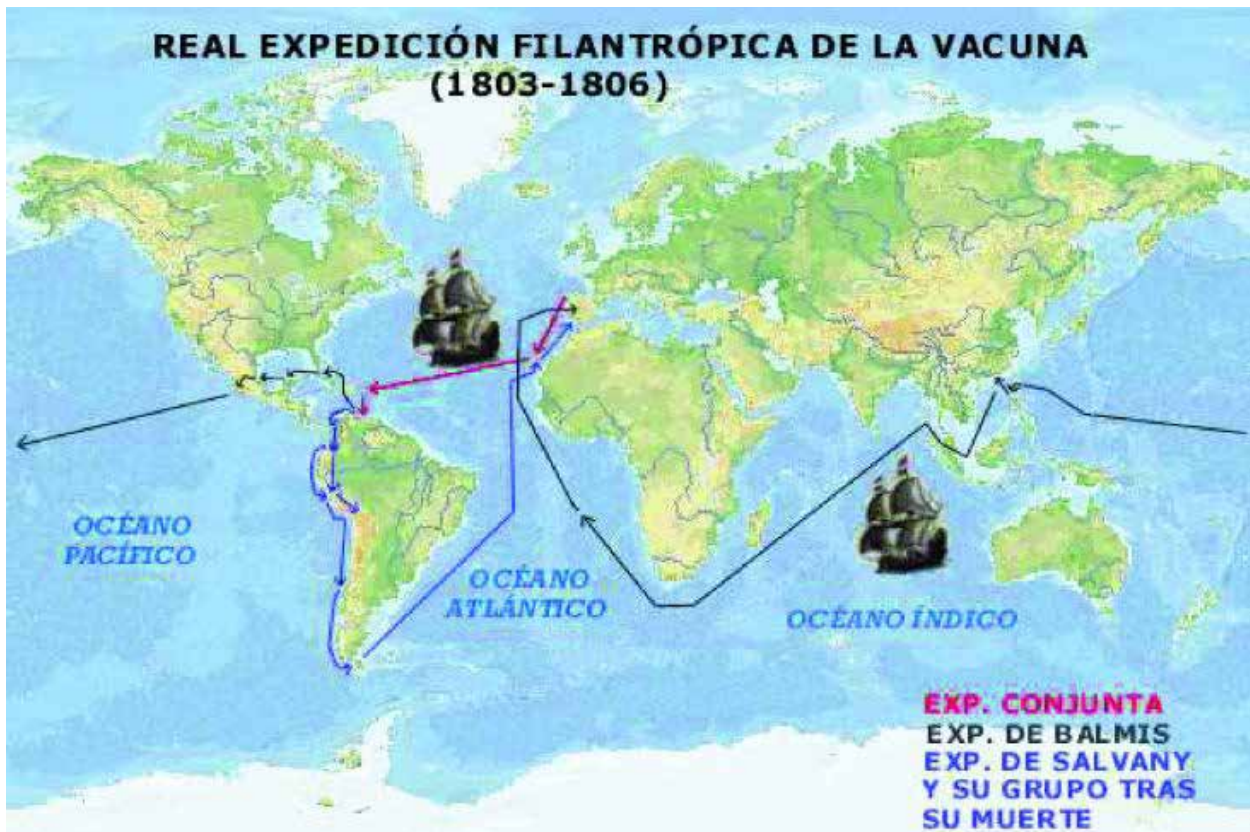 REAL EXPEDICIÓN FILANTRÓPICA DE LA VACUNA
(1803-1806)
OCÉANO
PACÍFICO
OCÉANO
ATLÁNTICO
OCÉANO ÍNDICO
EXP. CONJUNTA
EXP. DE BALMIS
EXP. DE SALVANY
Y SU GRUPO TRAS
SU MUERTE